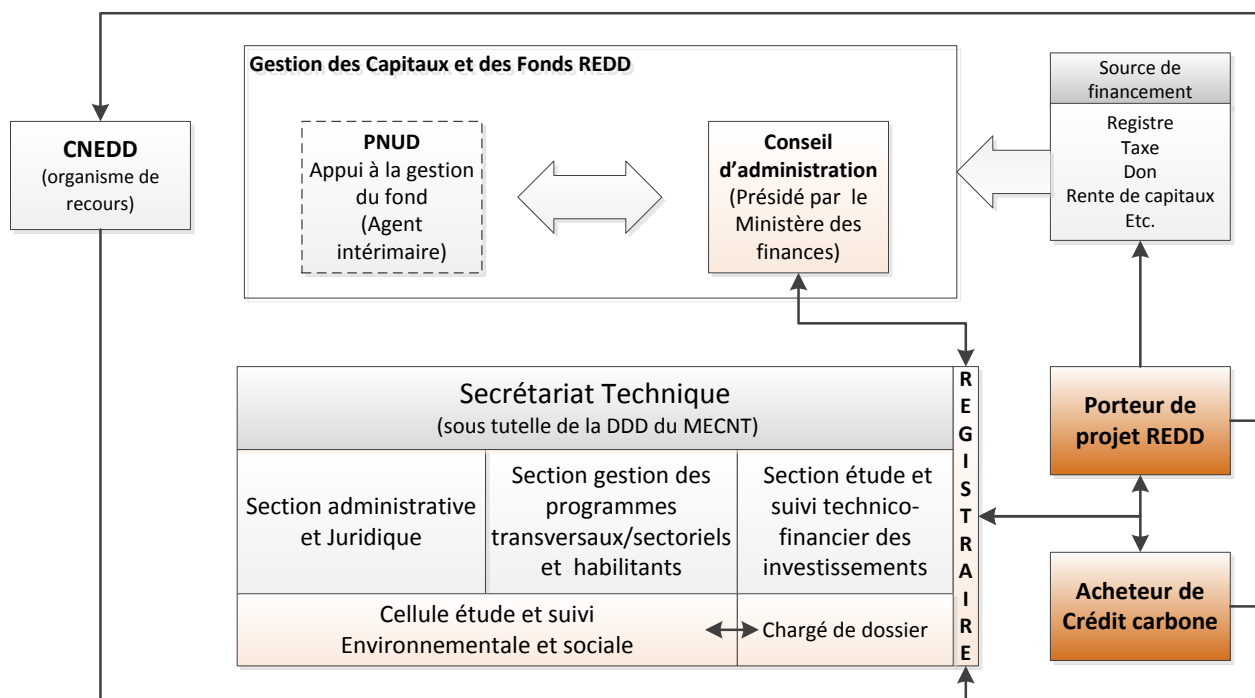 Gestion des Capitaux et des Fonds REDD
CNEDD
(organisme de
recours)
PNUD
Appui à la gestion
du fond
(Agent
intérimaire)
Conseil
d'administration
(Présidé par le
Ministère des
finances)
Source de
financement
Registre
Taxe
Don
Rente de capitaux
Etc.
Secrétariat Technique
(sous tutelle de la DDD du MECNT)
Section administrative
et Juridique
Section gestion des
programmes
transversaux/sectoriels
et habilitants
Section étude et
suivi technico-
financier des
investissements
Cellule étude et suivi
Environnementale et sociale
Chargé de dossier
R
E
G
I
S
T
R
A
I
R
E
Porteur de
projet REDD
Acheteur de
Crédit carbone